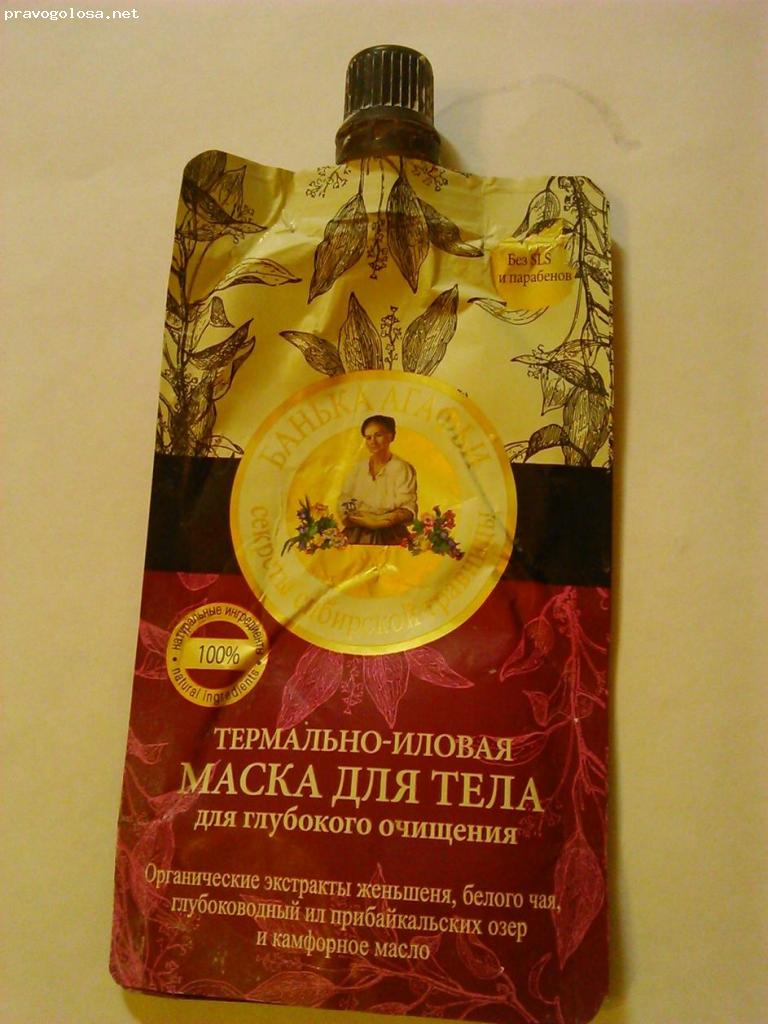 pravogolosa.net
Без SLS
и парабенов
БАНЬКА АГАФЬИ
секреты сибирской травницы
натуральные ингредиенты
100%
natural ingredients
ТЕРМАЛЬНО-ИЛОВАЯ
МАСКА ДЛЯ ТЕЛА
для глубокого очищения
Органические экстракты женьшеня, белого чая,
глубоководный ил прибайкальских озер
и камфорное масло